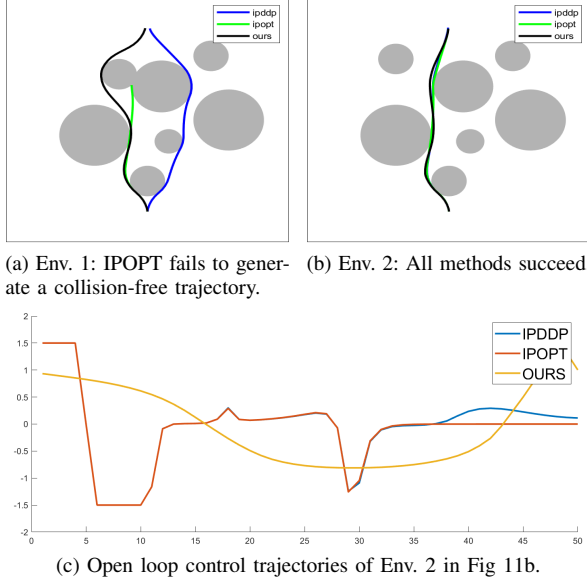 ipddp
ipopt
ours
ipddp
ipopt
ours
(a) Env. 1: IPOPT fails to gener-
ate a collision-free trajectory.
(b) Env. 2: All methods succeed
2
1.5
1
0.5
0
-0.5
-1
-1.5
-2
0 5 10 15 20 25 30 35 40 45 50
IPDDP
IPOPT
OURS
(c) Open loop control trajectories of Env. 2 in Fig 11b.